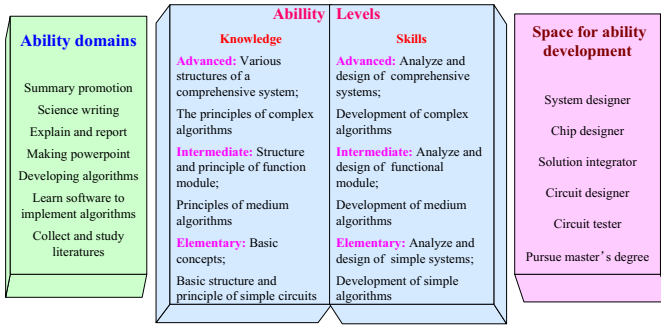 Ability domains
Summary promotion
Science writing
Explain and report
Making powerpoint
Developing algorithms
Learn software to
implement algorithms
Collect and study
literatures
Abillity Levels
Knowledge
Advanced: Various
structures of a
comprehensive system;
The principles of complex
algorithms
Intermediate: Structure
and principle of function
module;
Principles of medium
algorithms
Elementary: Basic
concepts;
Basic structure and
principle of simple circuits
Skills
Advanced: Analyze and
design of comprehensive
systems;
Development of complex
algorithms
Intermediate: Analyze and
design of functional
module;
Development of medium
algorithms
Elementary: Analyze and
design of simple systems;
Development of simple
algorithms
Space for ability
development
System designer
Chip designer
Solution integrator
Circuit designer
Circuit tester
Pursue master’s degree